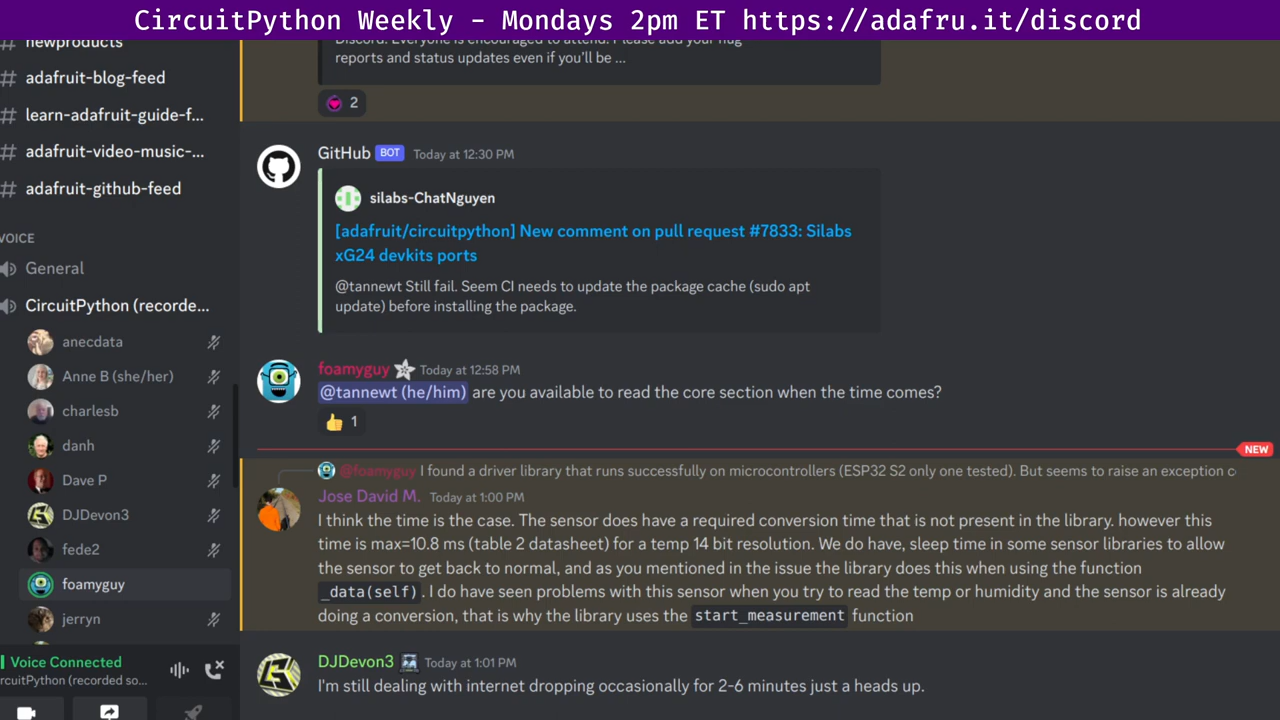 CircuitPython Weekly - Mondays 2pm ET https://adafru.it/discord
newproducts
# adafruit-blog-feed
# learn-adafruit-guide-f...
# adafruit-video-music-...
# adafruit-github-feed
VOICE
General
CircuitPython (recorde...
anecdata
Anne B (she/her)
charlesb
danh
Dave P
DJDevon3
fede2
foamyguy
jerryn
Voice Connected
ircuitPython (recorded so...
Discord. Everyone is encouraged to attend. Please add your hug
reports and status updates even if you'll be ...
2
GitHub BOT Today at 12:30 PM
silabs-ChatNguyen
[adafruit/circuitpython] New comment on pull request #7833: Silabs
xG24 devkits ports
@tannewt Still fail. Seem CI needs to update the package cache (sudo apt
update) before installing the package.
foamyguy Today at 12:58 PM
@tannewt (he/him) are you available to read the core section when the time comes?
1
NEW
@foamyguy I found a driver library that runs successfully on microcontrollers (ESP32 S2 only one tested). But seems to raise an exception
Jose David M. Today at 1:00 PM
I think the time is the case. The sensor does have a required conversion time that is not present in the library. however this
time is max=10.8 ms (table 2 datasheet) for a temp 14 bit resolution. We do have, sleep time in some sensor libraries to allow
the sensor to get back to normal, and as you mentioned in the issue the library does this when using the function
_data(self) . I do have seen problems with this sensor when you try to read the temp or humidity and the sensor is already
doing a conversion, that is why the library uses the start_measurement function
DJDevon3 Today at 1:01 PM
I'm still dealing with internet dropping occasionally for 2-6 minutes just a heads up.